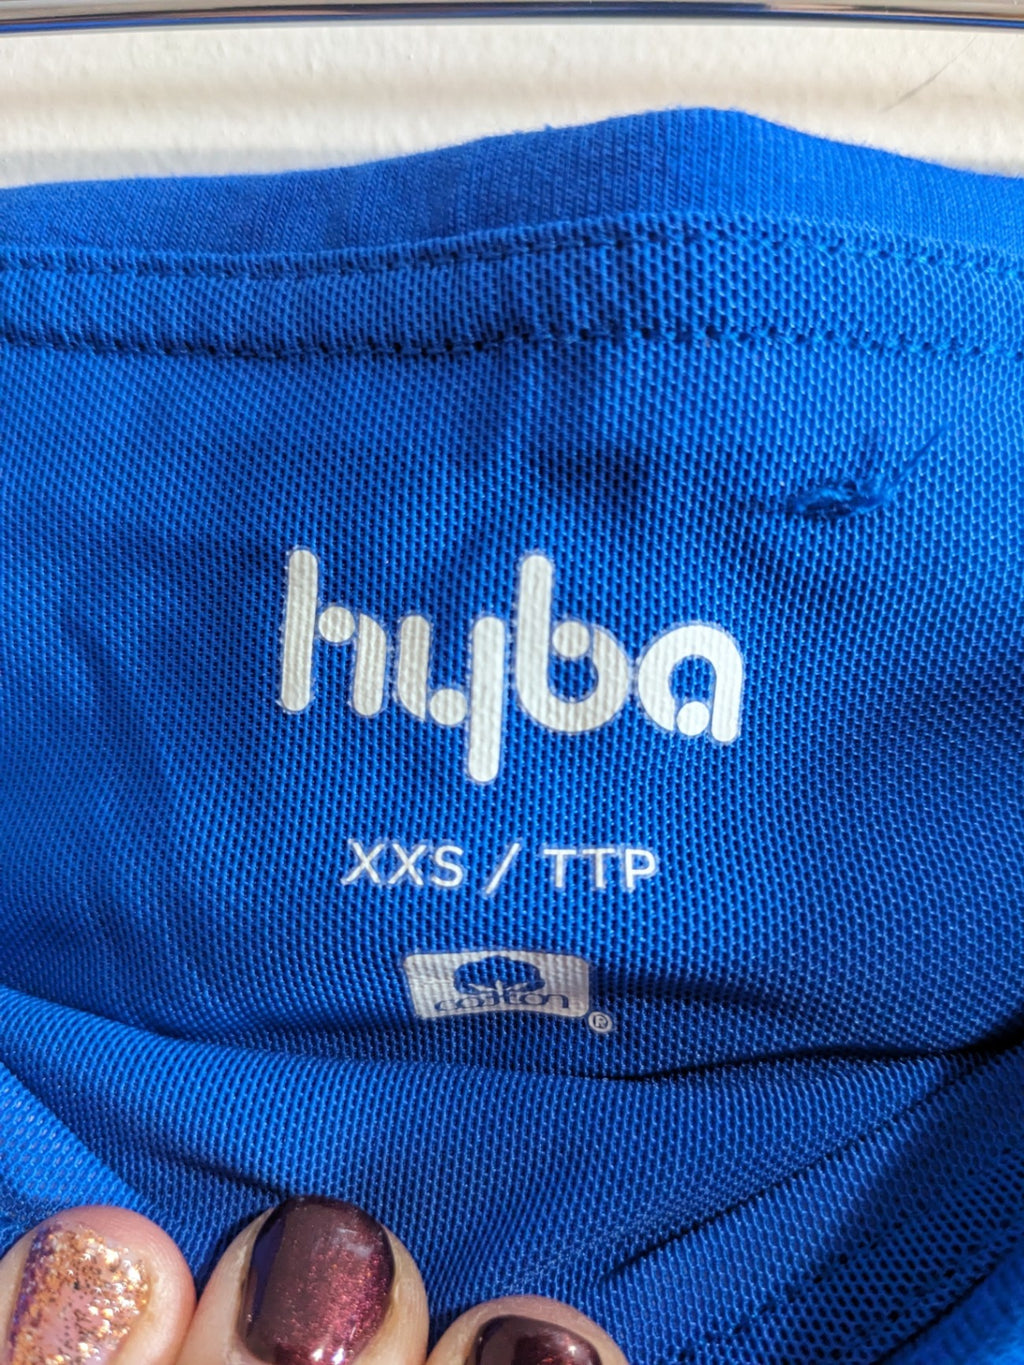 hyba
XXS / TTP
cotton
®